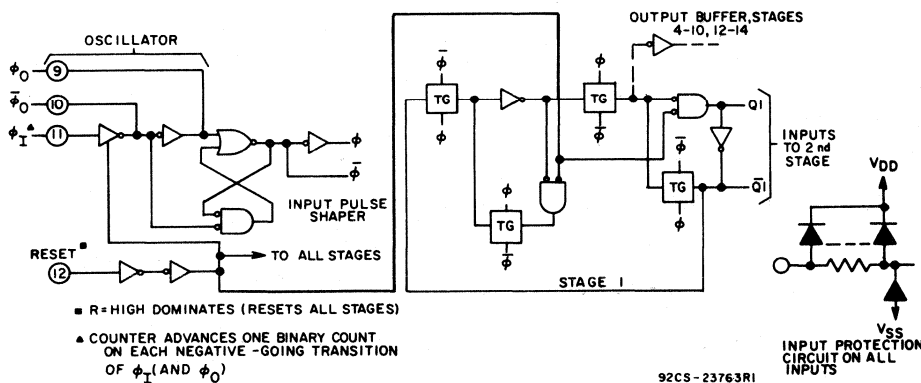 OSCILLATOR
ϕO 9
ϕ̅O 10
ϕI▲ 11
ϕ
ϕ̅
INPUT PULSE
SHAPER
RESET■
12
TO ALL STAGES
■ R = HIGH DOMINATES (RESETS ALL STAGES)
▲ COUNTER ADVANCES ONE BINARY COUNT
ON EACH NEGATIVE -GOING TRANSITION
OF ϕI (AND ϕO)
OUTPUT BUFFER, STAGES
4-10, 12-14
ϕ̅
TG
ϕ
ϕ
TG
ϕ̅
ϕ
TG
ϕ̅
ϕ̅
TG
ϕ
Q1
Q̅1
INPUTS
TO 2nd
STAGE
STAGE 1
VDD
VSS
INPUT PROTECTION
CIRCUIT ON ALL
INPUTS
92CS-23763R1